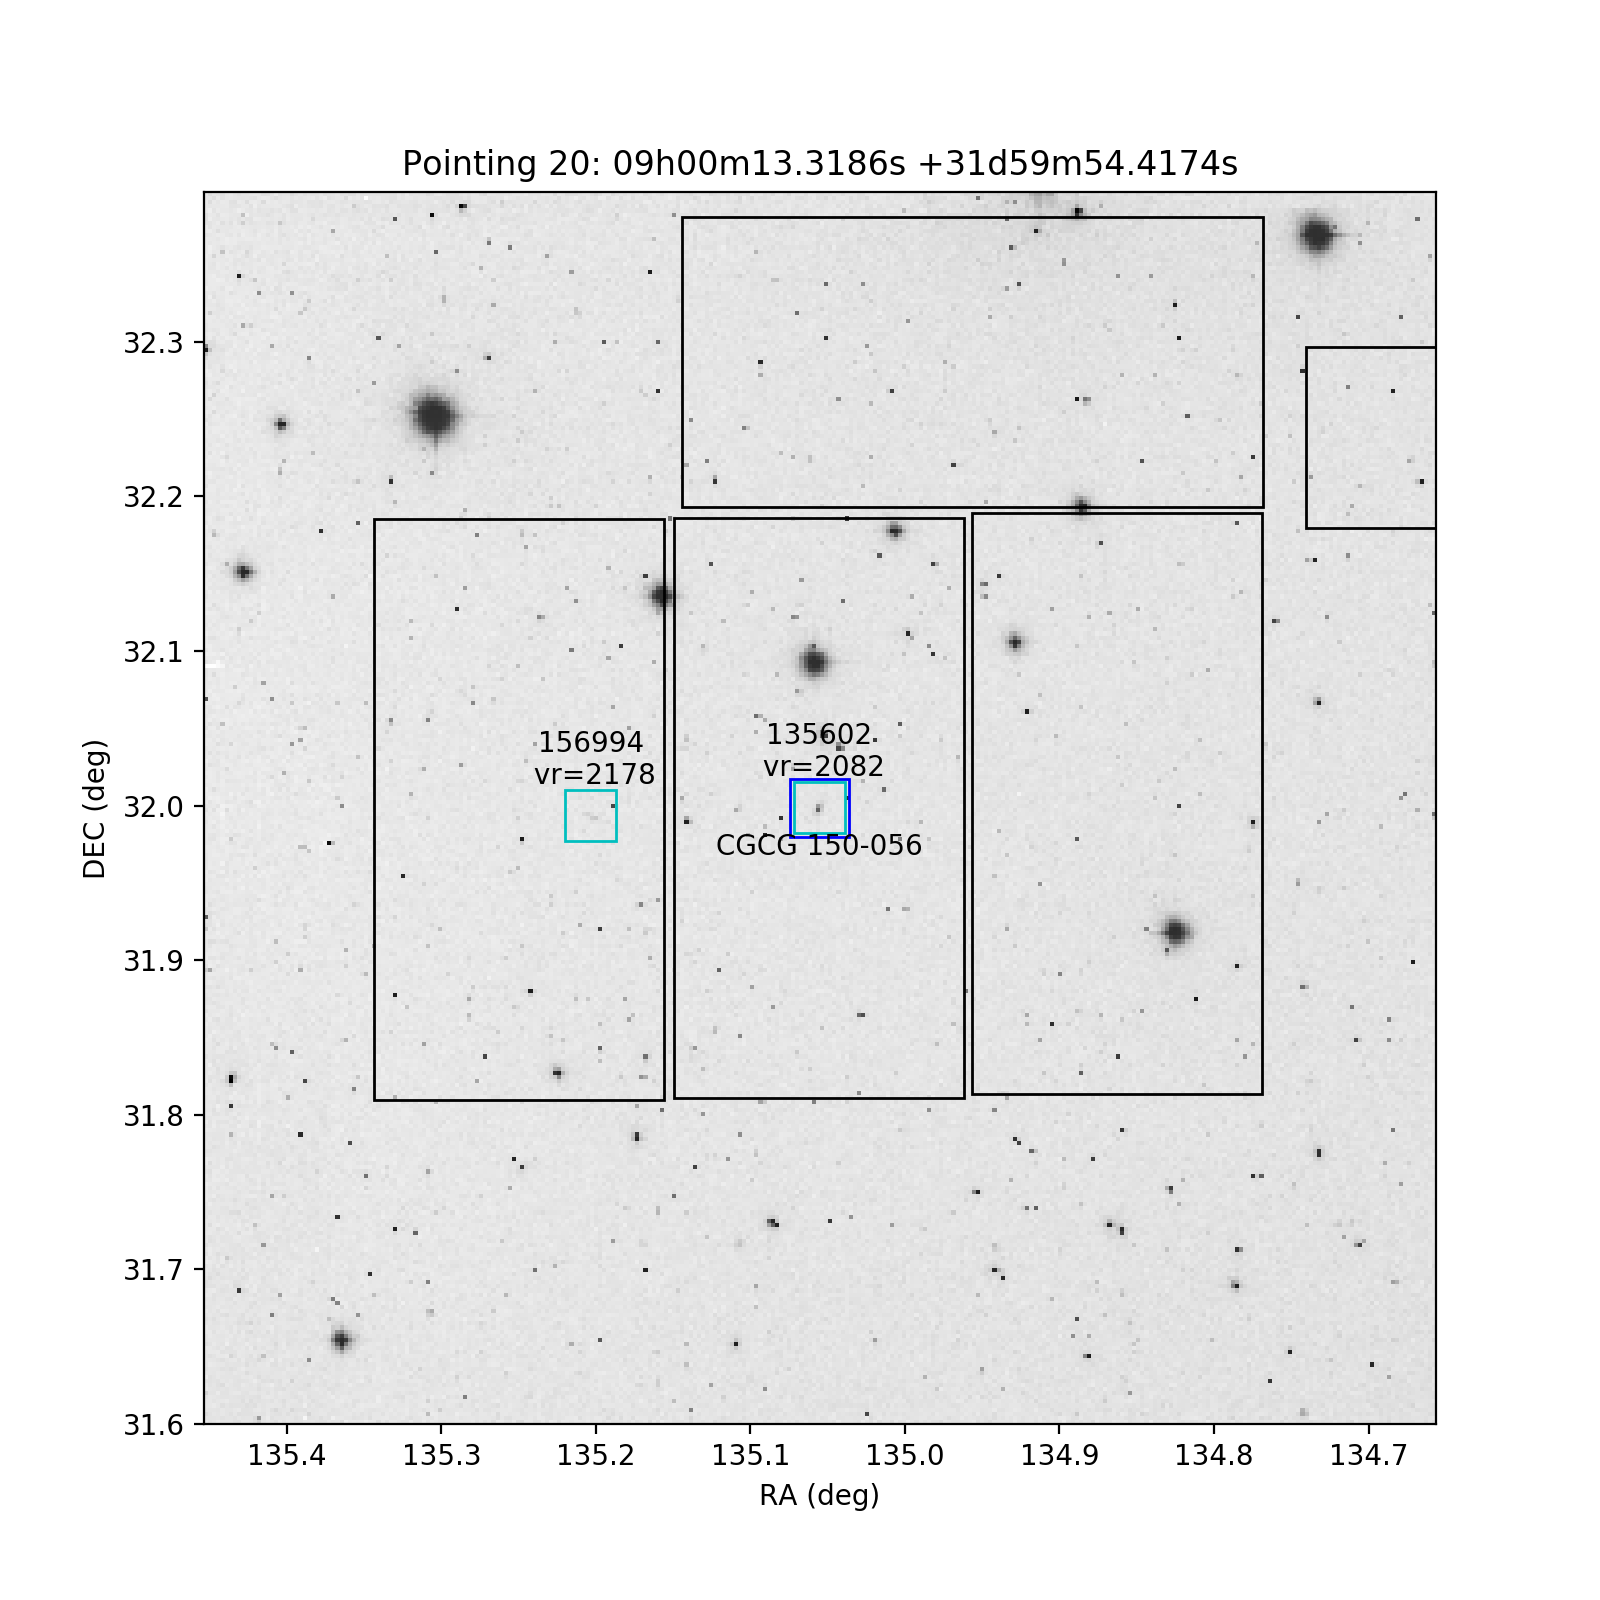 Pointing 20: 09h00m13.3186s +31d59m54.4174s
32.3
32.2
32.1
32.0
31.9
31.8
31.7
31.6
DEC (deg)
156994
vr=2178
135602
vr=2082
CGCG 150-056
135.4 135.3 135.2 135.1 135.0 134.9 134.8 134.7
RA (deg)